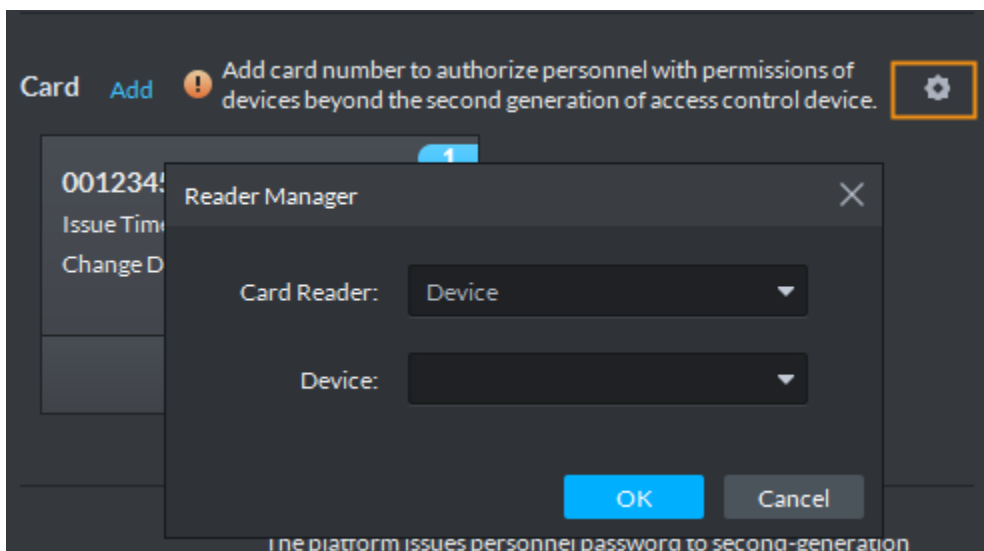 Card Add Add card number to authorize personnel with permissions of
devices beyond the second generation of access control device.
1
001234
Issue Time
Change D
Reader Manager
Card Reader: Device
Device:
OK Cancel
The platform issues personnel password to second-generation